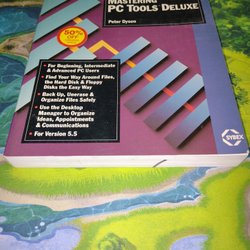 MASTERING
PC TOOLS DELUXE
Peter Dyson
50% OFF
• For Beginning, Intermediate
& Advanced PC Users
• Find Your Way Around Files,
the Hard Disk & Floppy
Disks the Easy Way
• Back Up, Unerase &
Organize Files Safely
• Use the Desktop
Manager to Organize
Ideas, Appointments
& Communications
• For Version 5.5
SYBEX